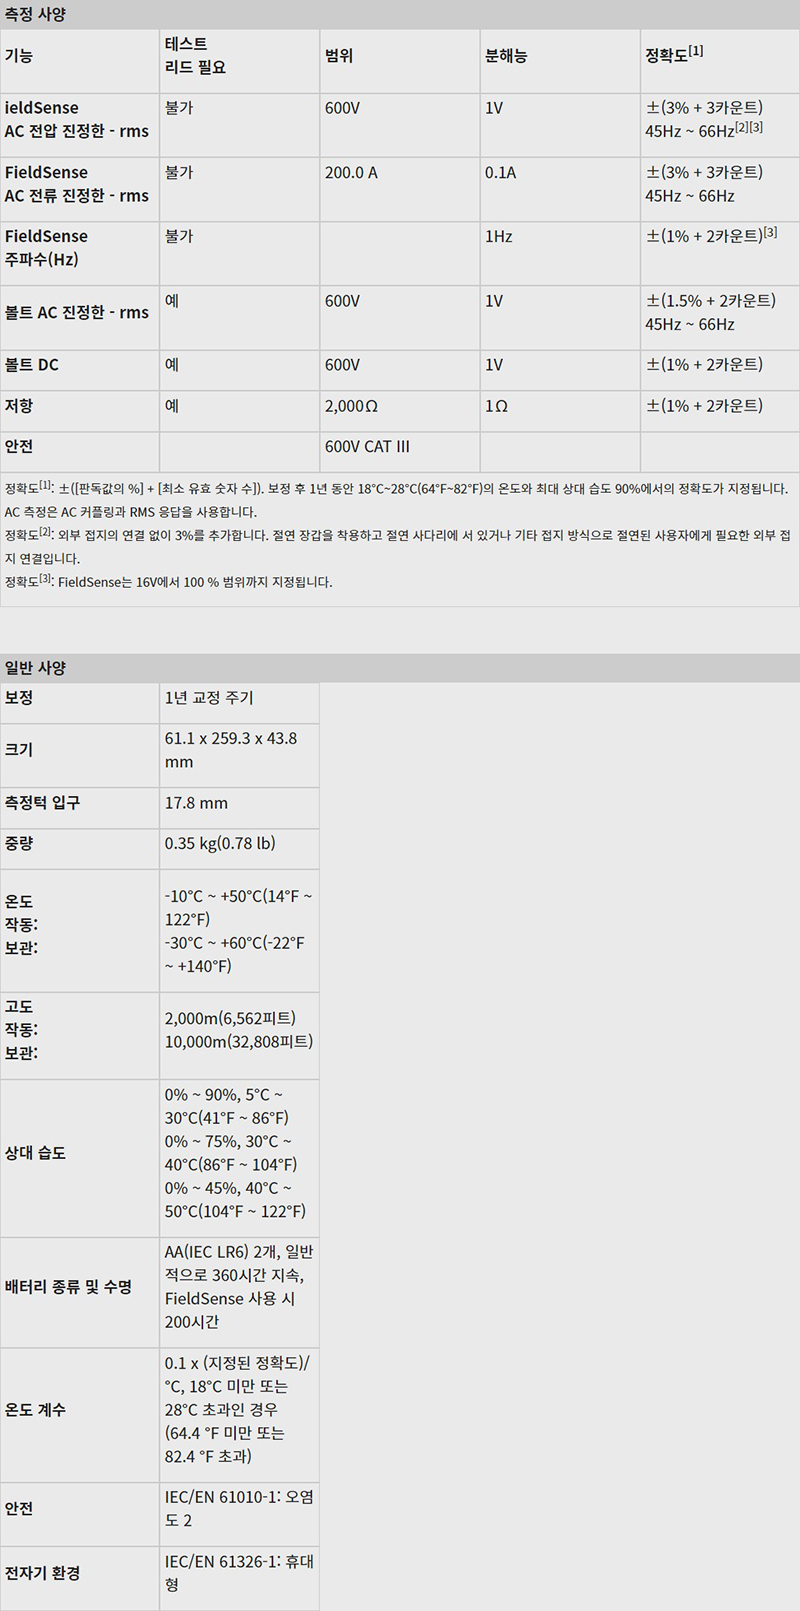 측정 사양
기능
테스트
리드 필요
범위
분해능
정확도[1]
ieldSense
AC 전압 진정한 - rms
불가
600V
1V
±(3% + 3카운트)
45Hz ~ 66Hz[2][3]
FieldSense
AC 전류 진정한 - rms
불가
200.0 A
0.1A
±(3% + 3카운트)
45Hz ~ 66Hz
FieldSense
주파수(Hz)
불가
1Hz
±(1% + 2카운트)[3]
볼트 AC 진정한 - rms
예
600V
1V
±(1.5% + 2카운트)
45Hz ~ 66Hz
볼트 DC
예
600V
1V
±(1% + 2카운트)
저항
예
2,000Ω
1Ω
±(1% + 2카운트)
안전
600V CAT III
정확도[1]: ±([판독값의 %] + [최소 유효 숫자 수]). 보정 후 1년 동안 18°C~28°C(64°F~82°F)의 온도와 최대 상대 습도 90%에서의 정확도가 지정됩니다.
AC 측정은 AC 커플링과 RMS 응답을 사용합니다.
정확도[2]: 외부 접지의 연결 없이 3%를 추가합니다. 절연 장갑을 착용하고 절연 사다리에 서 있거나 기타 접지 방식으로 절연된 사용자에게 필요한 외부 접
지 연결입니다.
정확도[3]: FieldSense는 16V에서 100 % 범위까지 지정됩니다.
일반 사양
보정
1년 교정 주기
크기
61.1 x 259.3 x 43.8
mm
측정턱 입구
17.8 mm
중량
0.35 kg(0.78 lb)
온도
작동:
보관:
-10°C ~ +50°C(14°F ~
122°F)
-30°C ~ +60°C(-22°F
~ +140°F)
고도
작동:
보관:
2,000m(6,562피트)
10,000m(32,808피트)
상대 습도
0% ~ 90%, 5°C ~
30°C(41°F ~ 86°F)
0% ~ 75%, 30°C ~
40°C(86°F ~ 104°F)
0% ~ 45%, 40°C ~
50°C(104°F ~ 122°F)
배터리 종류 및 수명
AA(IEC LR6) 2개, 일반
적으로 360시간 지속,
FieldSense 사용 시
200시간
온도 계수
0.1 x (지정된 정확도)/
°C, 18°C 미만 또는
28°C 초과인 경우
(64.4 °F 미만 또는
82.4 °F 초과)
안전
IEC/EN 61010-1: 오염
도 2
전자기 환경
IEC/EN 61326-1: 휴대
형